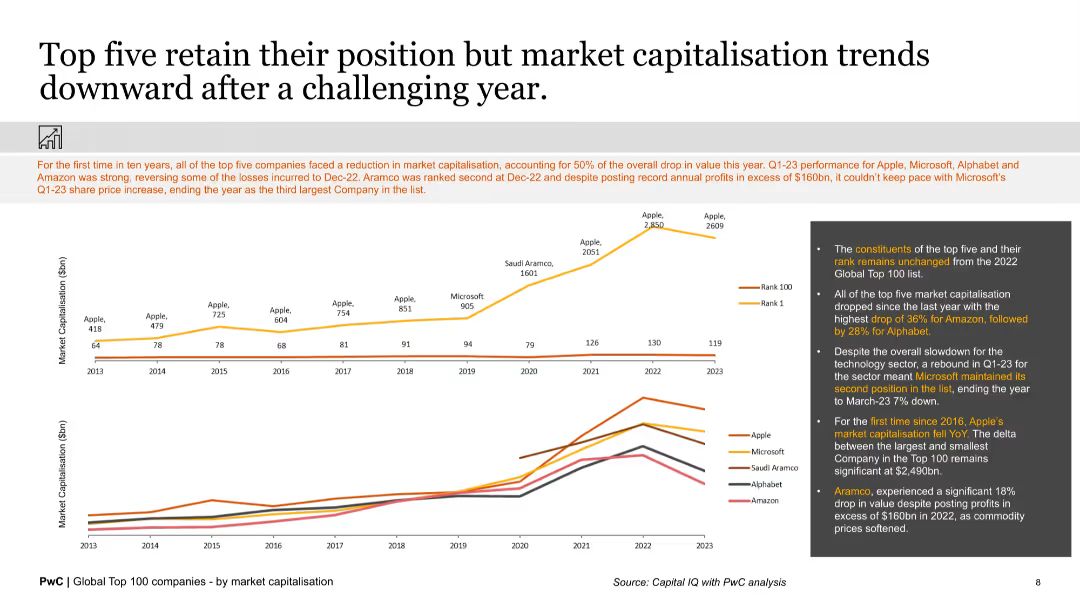 Top five retain their position but market capitalisation trends
downward after a challenging year.
For the first time in ten years, all of the top five companies faced a reduction in market capitalisation, accounting for 50% of the overall drop in value this year. Q1-23 performance for Apple, Microsoft, Alphabet and
Amazon was strong, reversing some of the losses incurred to Dec-22. Aramco was ranked second at Dec-22 and despite posting record annual profits in excess of $160bn, it couldn't keep pace with Microsoft's
Q1-23 share price increase, ending the year as the third largest Company in the list.
Market Capitalisation ($bn)
Apple,
418
Apple,
479
Apple,
725
Apple,
604
Apple,
754
Apple,
851
Microsoft
905
Saudi Aramco,
1601
Apple,
2051
Apple,
2,850
Apple,
2609
64 78 78 68 81 91 94 79 126 130 119
2013 2014 2015 2016 2017 2018 2019 2020 2021 2022 2023
Rank 100
Rank 1
Market Capitalisation ($bn)
2013 2014 2015 2016 2017 2018 2019 2020 2021 2022 2023
Apple
Microsoft
Saudi Aramco
Alphabet
Amazon
• The constituents of the top five and their
rank remains unchanged from the 2022
Global Top 100 list.
• All of the top five market capitalisation
dropped since the last year with the
highest drop of 36% for Amazon, followed
by 28% for Alphabet.
• Despite the overall slowdown for the
technology sector, a rebound in Q1-23 for
the sector meant Microsoft maintained its
second position in the list, ending the year
to March-23 7% down.
• For the first time since 2016, Apple's
market capitalisation fell YoY. The delta
between the largest and smallest
Company in the Top 100 remains
significant at $2,490bn.
• Aramco, experienced a significant 18%
drop in value despite posting profits in
excess of $160bn in 2022, as commodity
prices softened.
PwC | Global Top 100 companies - by market capitalisation
Source: Capital IQ with PwC analysis
8